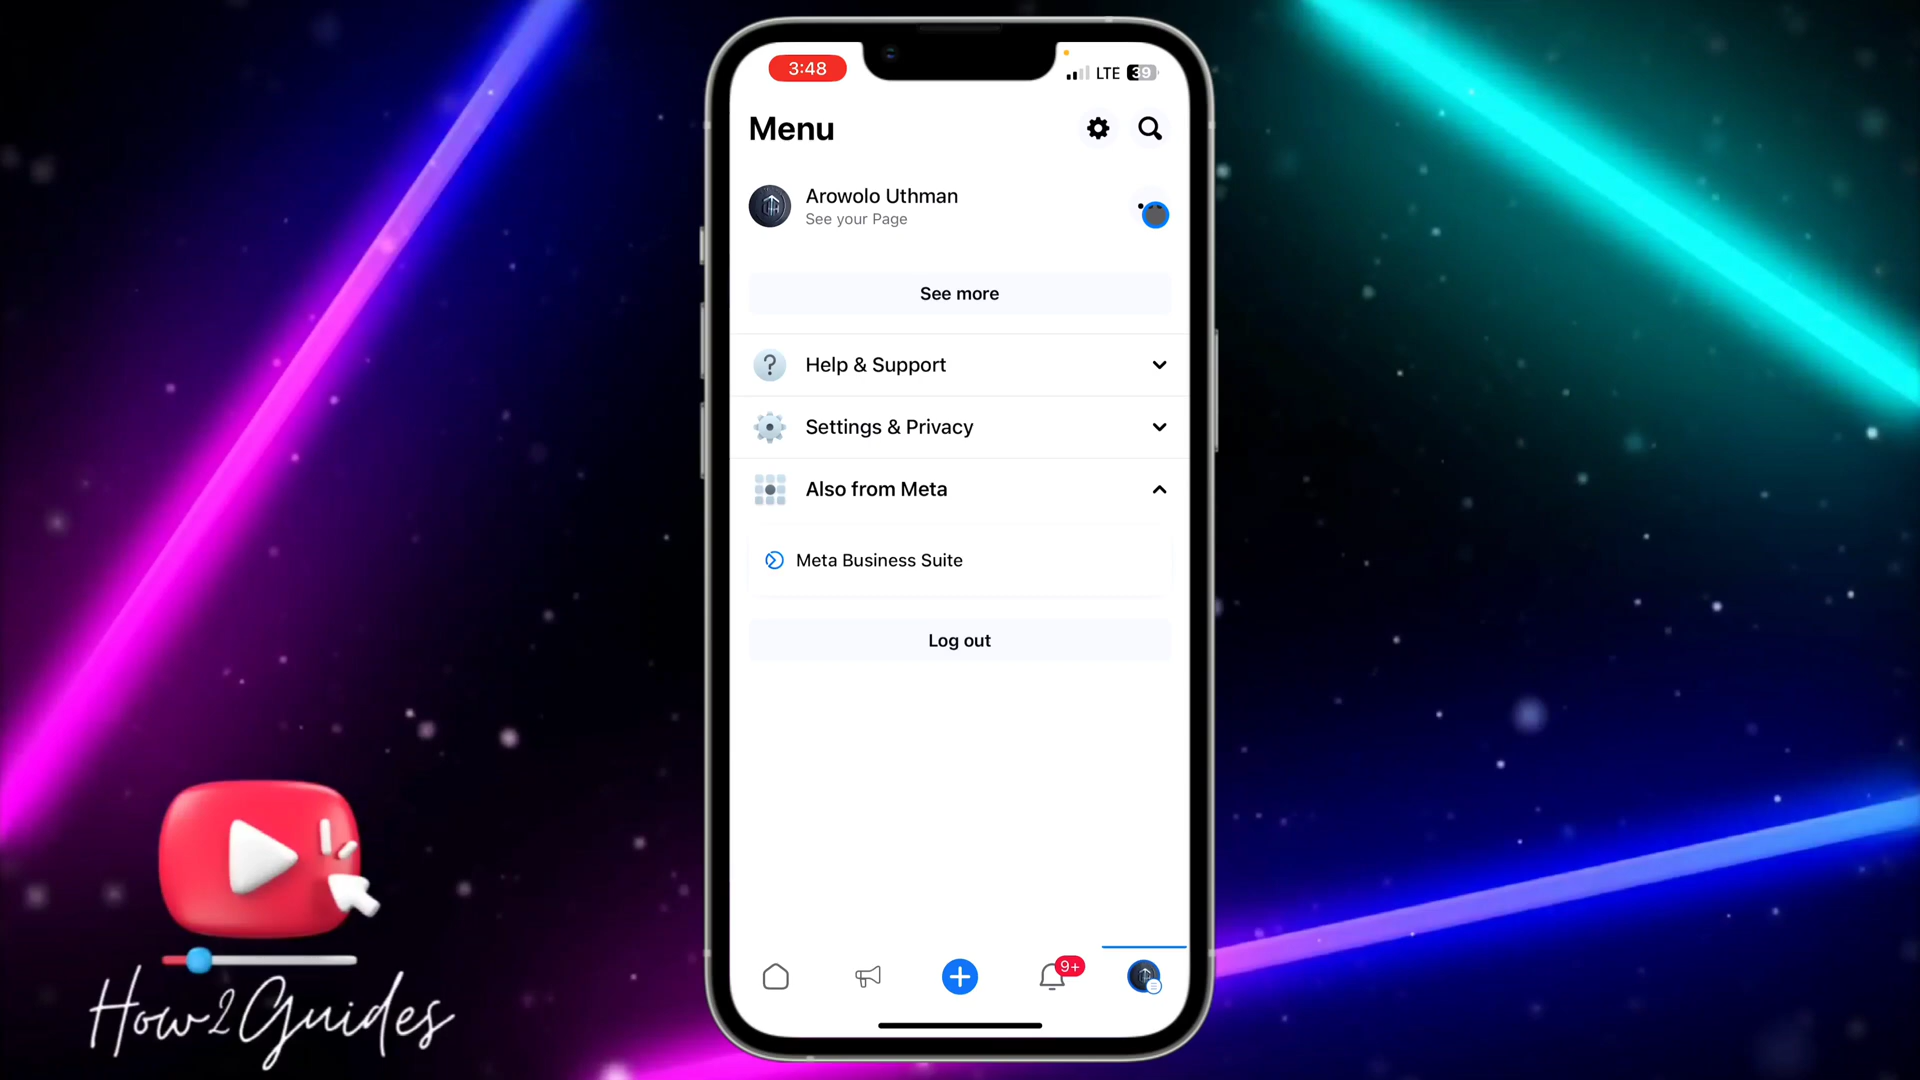 3:48
LTE 39
Menu
Arowolo Uthman
See your Page
See more
Help & Support
Settings & Privacy
Also from Meta
Meta Business Suite
Log out
9+
How2Guides